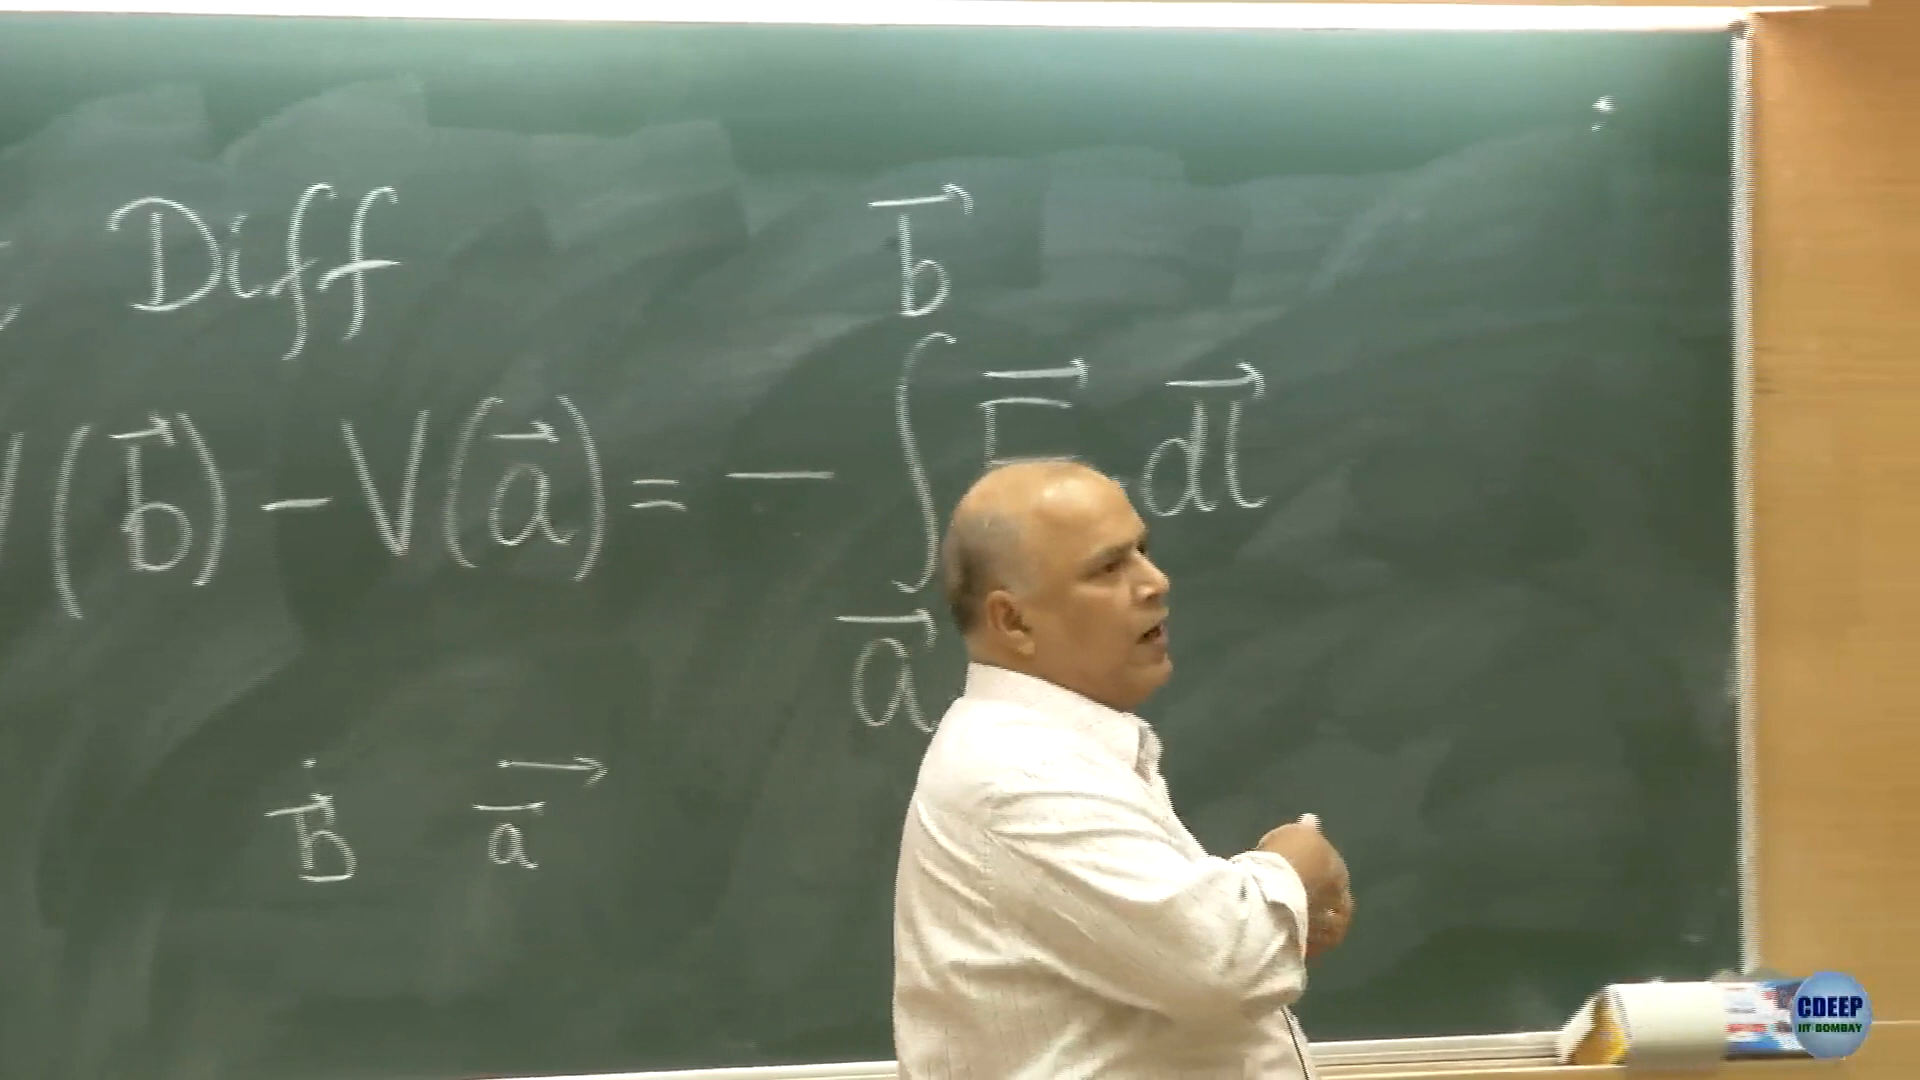 Diff
V(b⃗) - V(a⃗) = - ∫ₐ⃗^b⃗ E⃗ dl⃗
b⃗ a⃗
CDEEP
IIT BOMBAY